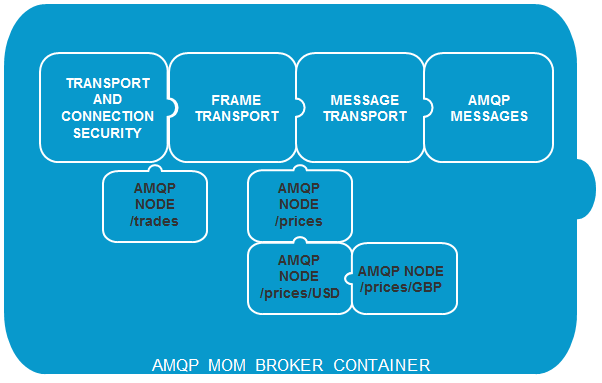 TRANSPORT
AND
CONNECTION
SECURITY
FRAME
TRANSPORT
MESSAGE
TRANSPORT
AMQP
MESSAGES
AMQP
NODE
/trades
AMQP
NODE
/prices
AMQP
NODE
/prices/USD
AMQP NODE
/prices/GBP
AMQP MOM BROKER CONTAINER